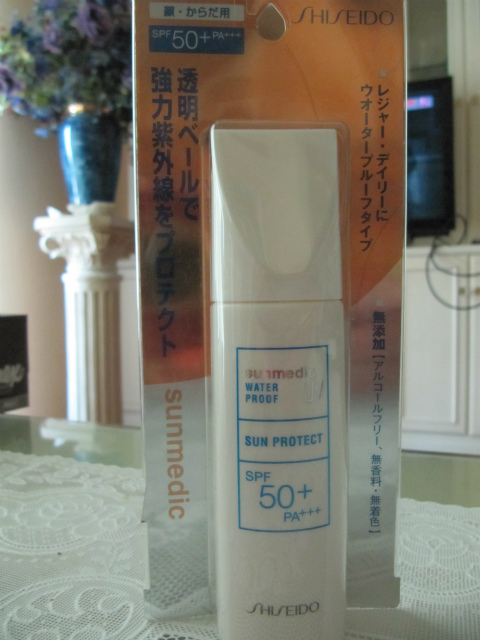 顔・からだ用
SPF50+PA+++
SHISEIDO
透明ベールで
強力紫外線をプロテクト
sunmedic
レジャー・デイリーに
ウオータープルーフタイプ
無添加【アルコールフリー、無香料・無着色】
sunmedic
WATER
PROOF
SUN PROTECT
SPF
50+
PA+++
SHISEIDO